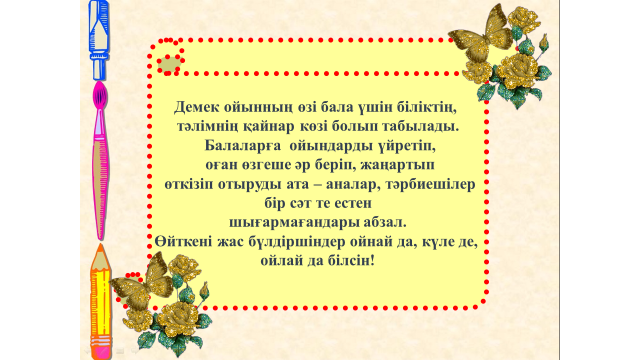 Демек ойынның өзі бала үшін біліктің,
тәлімнің қайнар көзі болып табылады.
Балаларға ойындарды үйретіп,
оған өзгеше әр беріп, жаңартып
өткізіп отыруды ата – аналар, тәрбиешілер
бір сәт те естен
шығармағандары абзал.
Өйткені жас бүлдіршіндер ойнай да, күле де,
ойлай да білсін!